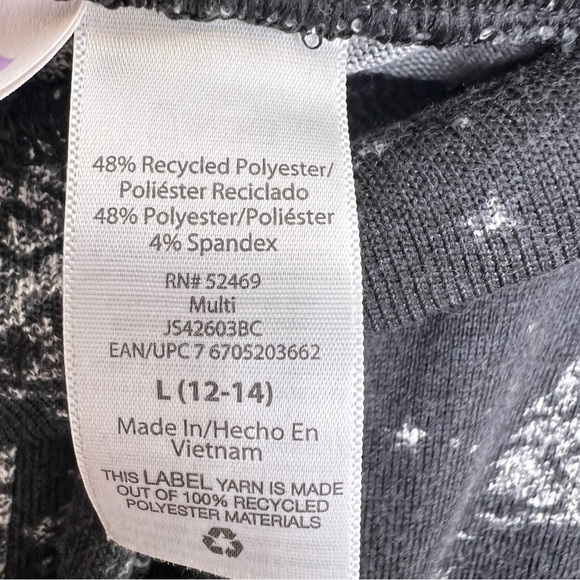 48% Recycled Polyester/
Poliéster Reciclado
48% Polyester/Poliéster
4% Spandex
RN# 52469
Multi
JS42603BC
EAN/UPC 7 6705203662
L (12-14)
Made In/Hecho En
Vietnam
THIS LABEL YARN IS MADE
OUT OF 100% RECYCLED
POLYESTER MATERIALS